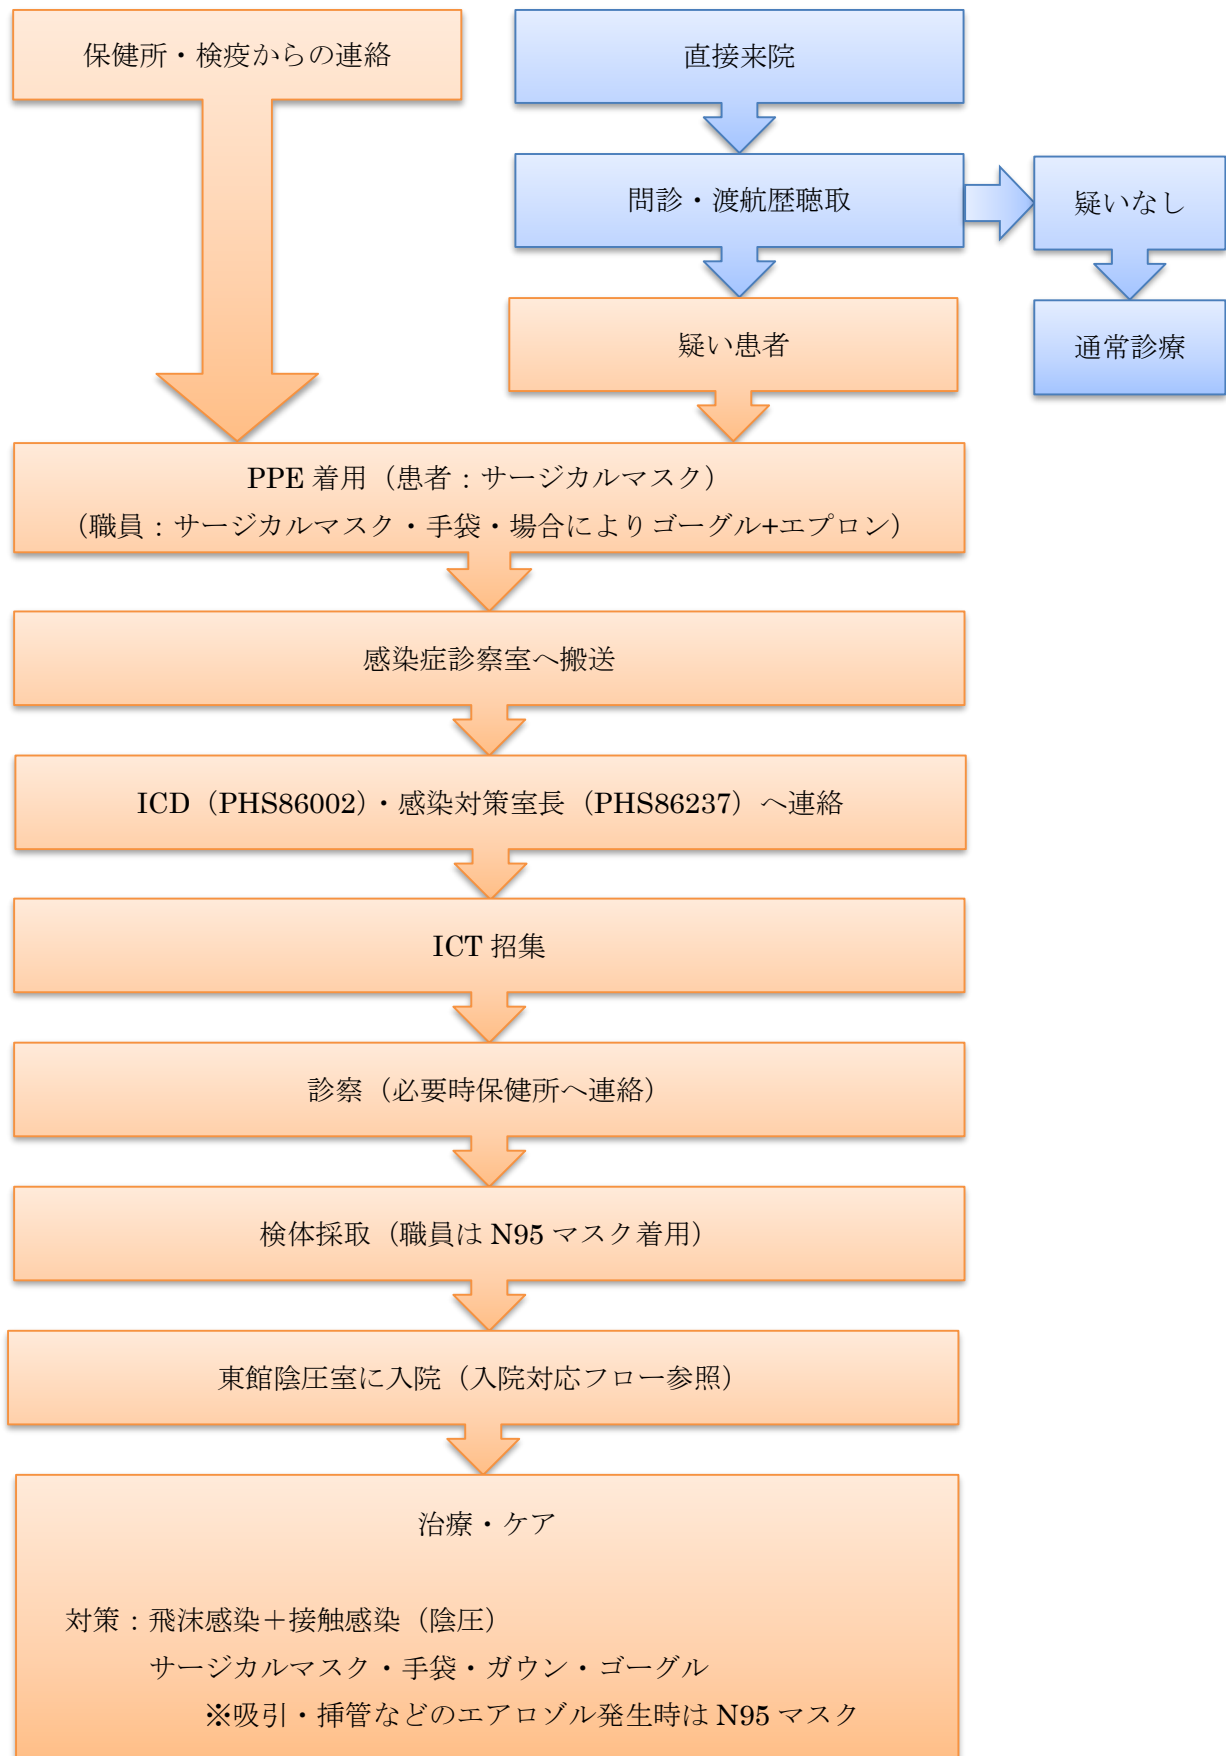 保健所・検疫からの連絡
直接来院
問診・渡航歴聴取
疑いなし
疑い患者
通常診療
PPE 着用（患者：サージカルマスク）
（職員：サージカルマスク・手袋・場合によりゴーグル+エプロン）
感染症診察室へ搬送
ICD（PHS86002）・感染対策室長（PHS86237）へ連絡
ICT 招集
診察（必要時保健所へ連絡）
検体採取（職員は N95 マスク着用）
東館陰圧室に入院（入院対応フロー参照）
治療・ケア
対策：飛沫感染＋接触感染（陰圧）
サージカルマスク・手袋・ガウン・ゴーグル
※吸引・挿管などのエアロゾル発生時は N95 マスク